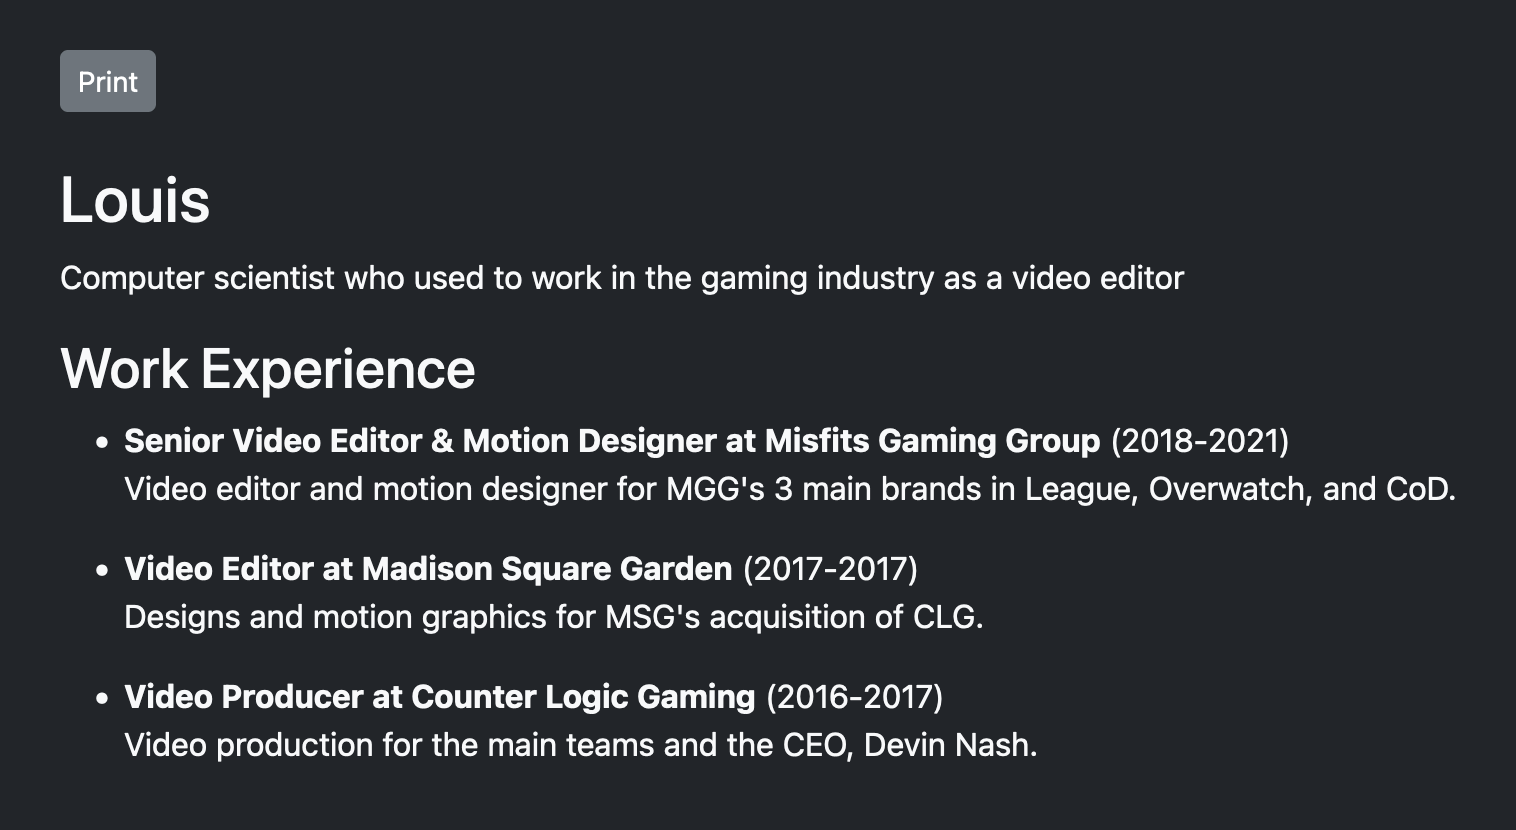 Print
Louis
Computer scientist who used to work in the gaming industry as a video editor
Work Experience
• Senior Video Editor & Motion Designer at Misfits Gaming Group (2018-2021)
Video editor and motion designer for MGG's 3 main brands in League, Overwatch, and CoD.
• Video Editor at Madison Square Garden (2017-2017)
Designs and motion graphics for MSG's acquisition of CLG.
• Video Producer at Counter Logic Gaming (2016-2017)
Video production for the main teams and the CEO, Devin Nash.